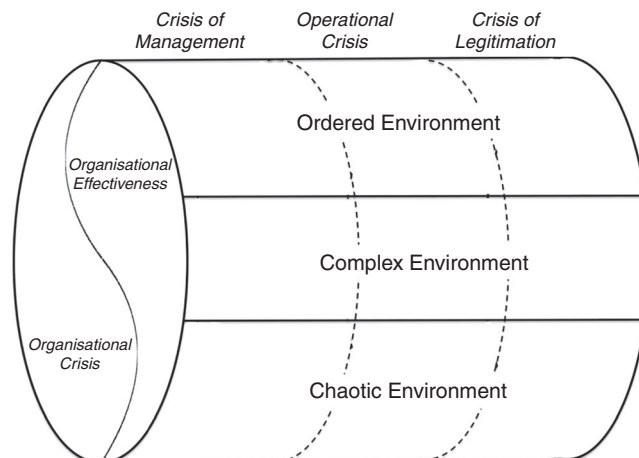 Crisis of
Management
Operational
Crisis
Crisis of
Legitimation
Ordered Environment
Organisational
Effectiveness
Complex Environment
Organisational
Crisis
Chaotic Environment